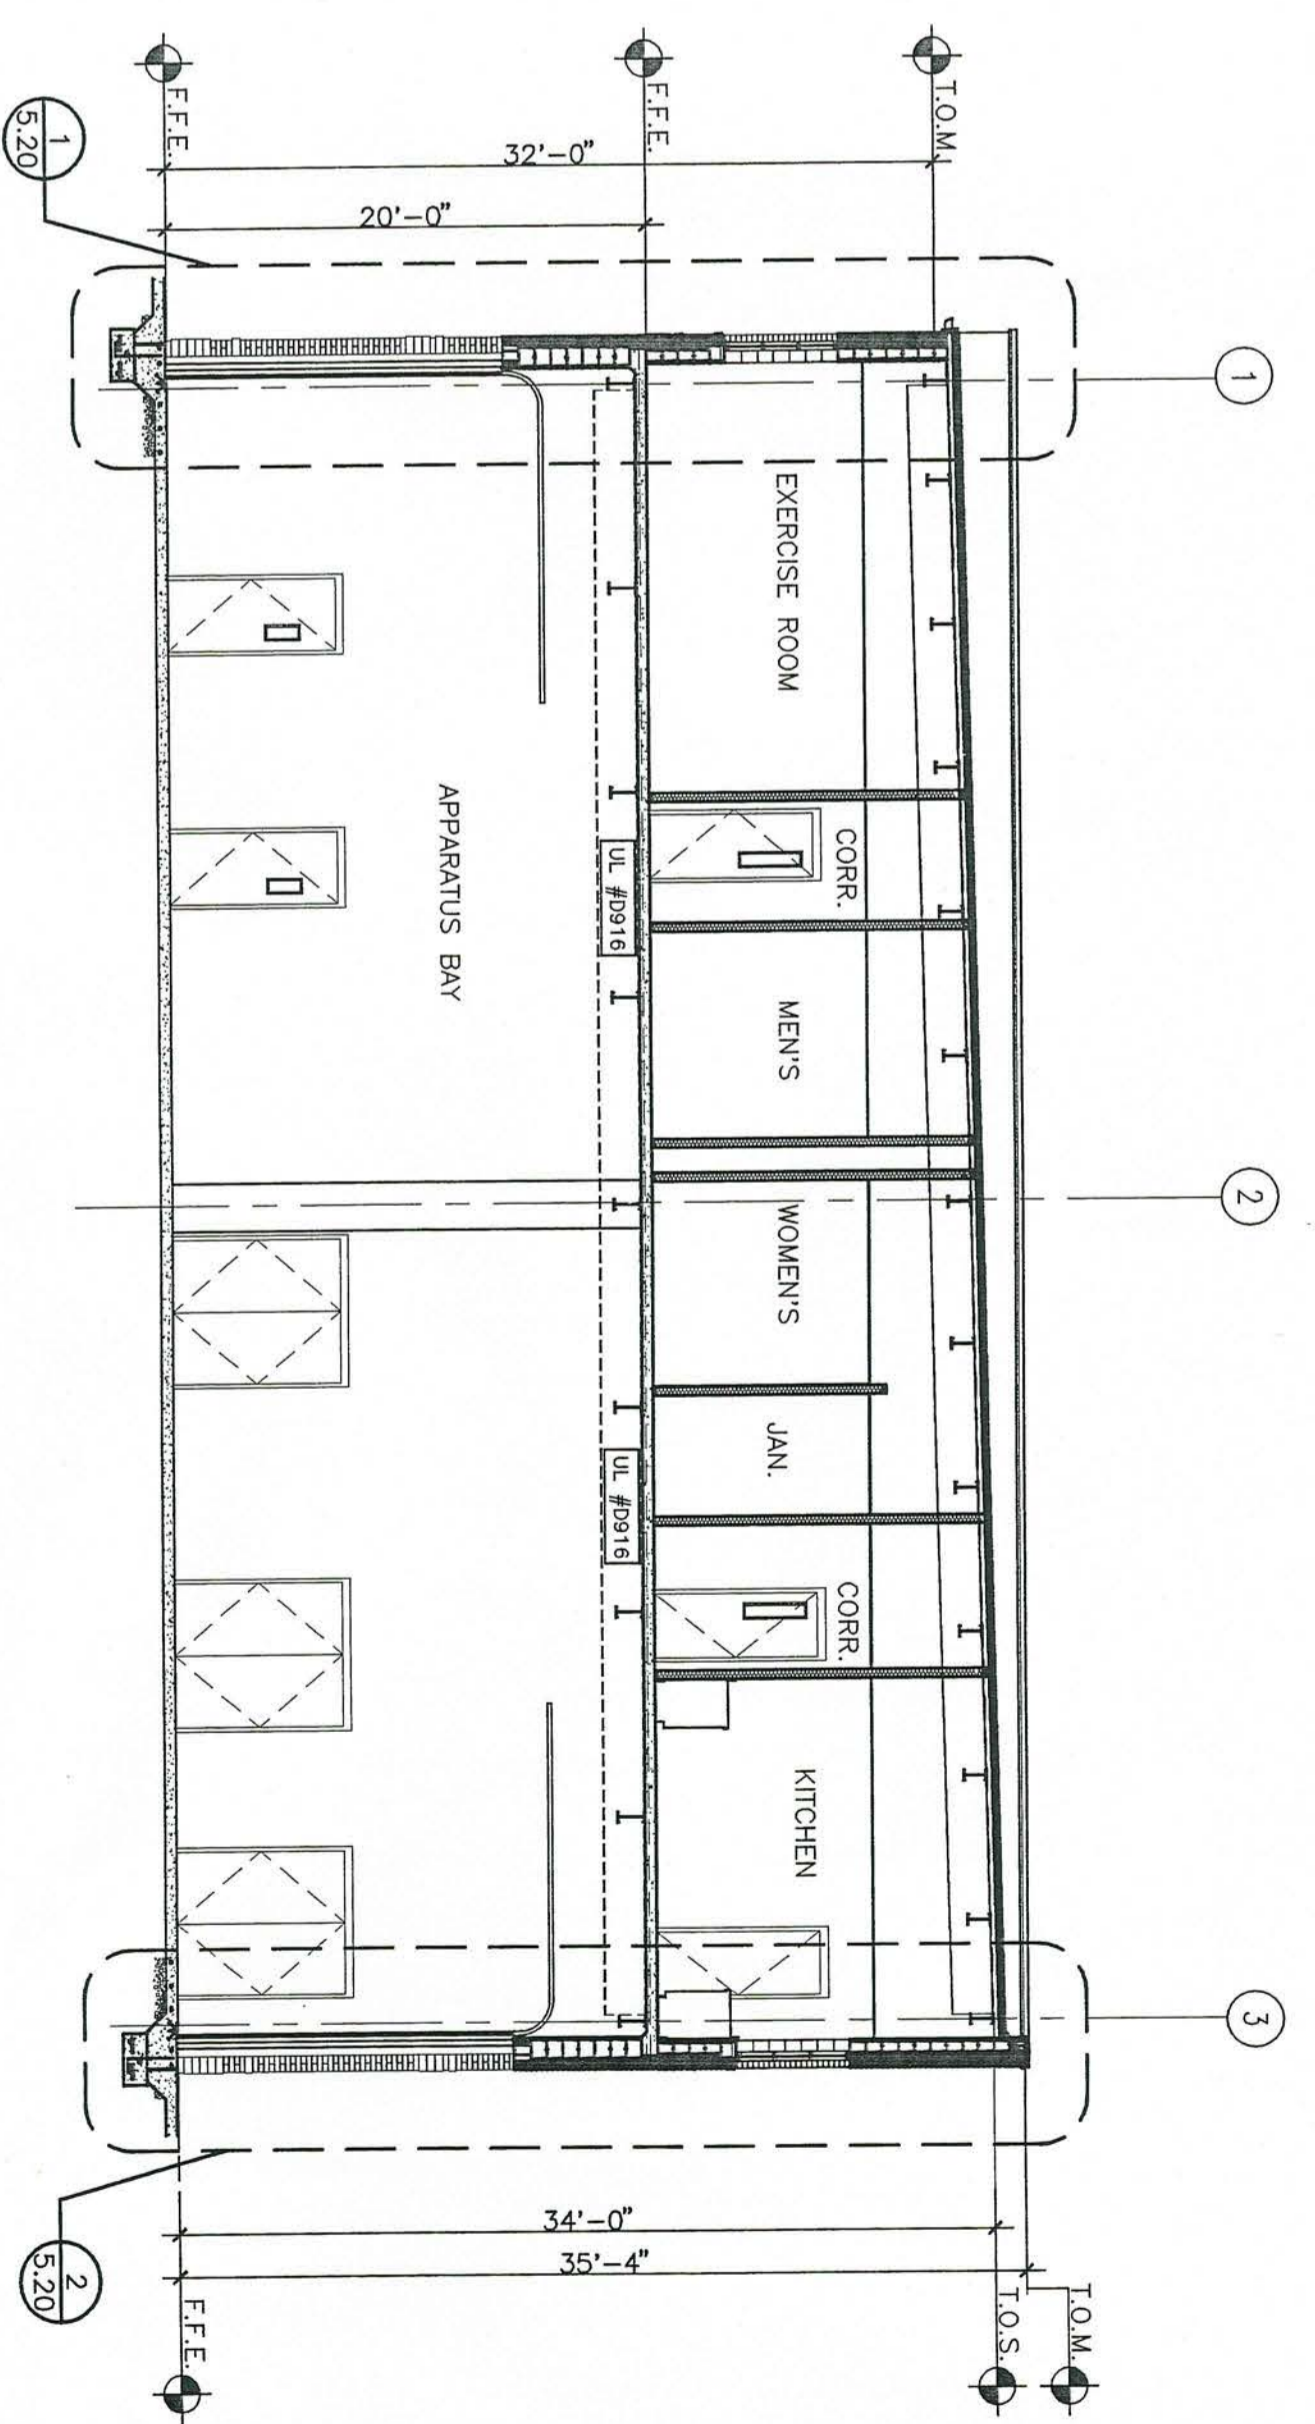 1
2
3
T.O.M.
32'-0"
F.F.E.
20'-0"
F.F.E.
1
5.20
EXERCISE ROOM
CORR.
MEN'S
WOMEN'S
JAN.
CORR.
KITCHEN
UL #D916
UL #D916
APPARATUS BAY
T.O.M.
T.O.S.
34'-0"
35'-4"
F.F.E.
2
5.20